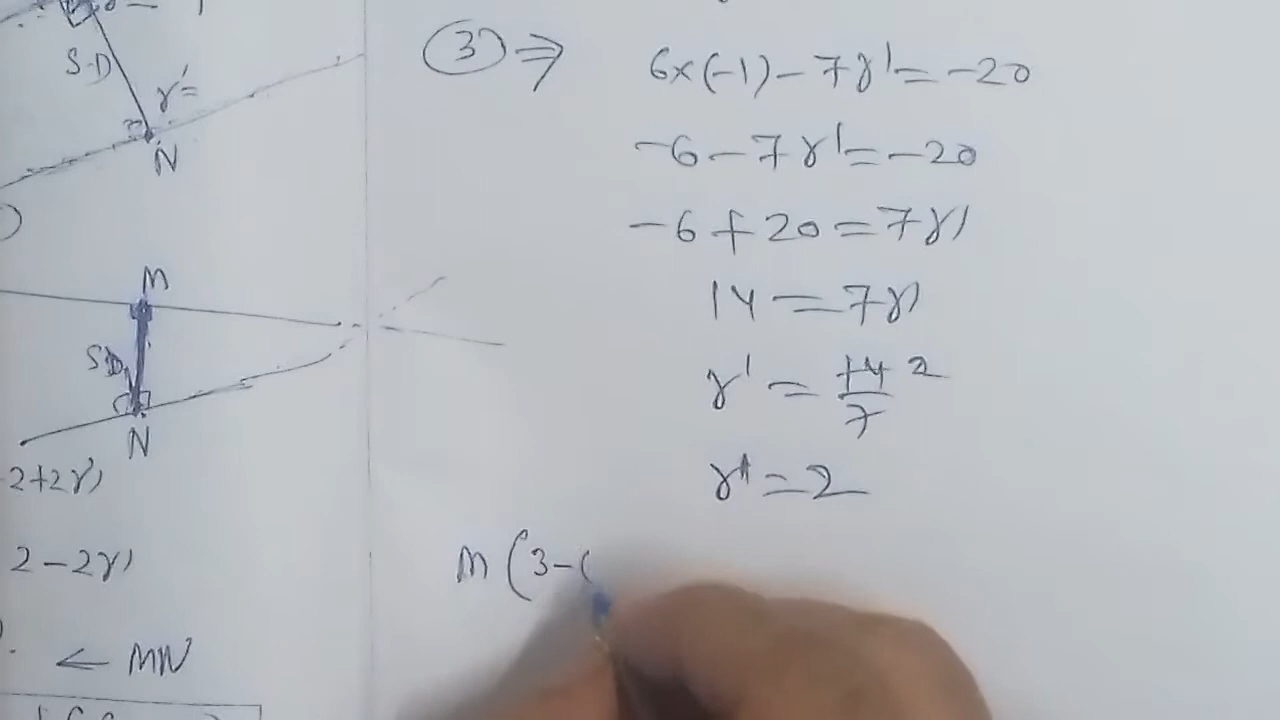 S.D
r'=
N
M
SD
N
2+2r'
2-2r'
← MN
③ ⇒ 6×(-1)-7r'=-20
-6-7r'=-20
-6+20=7r'
14=7r'
r'=14/7 2
r'=2
M(3-(